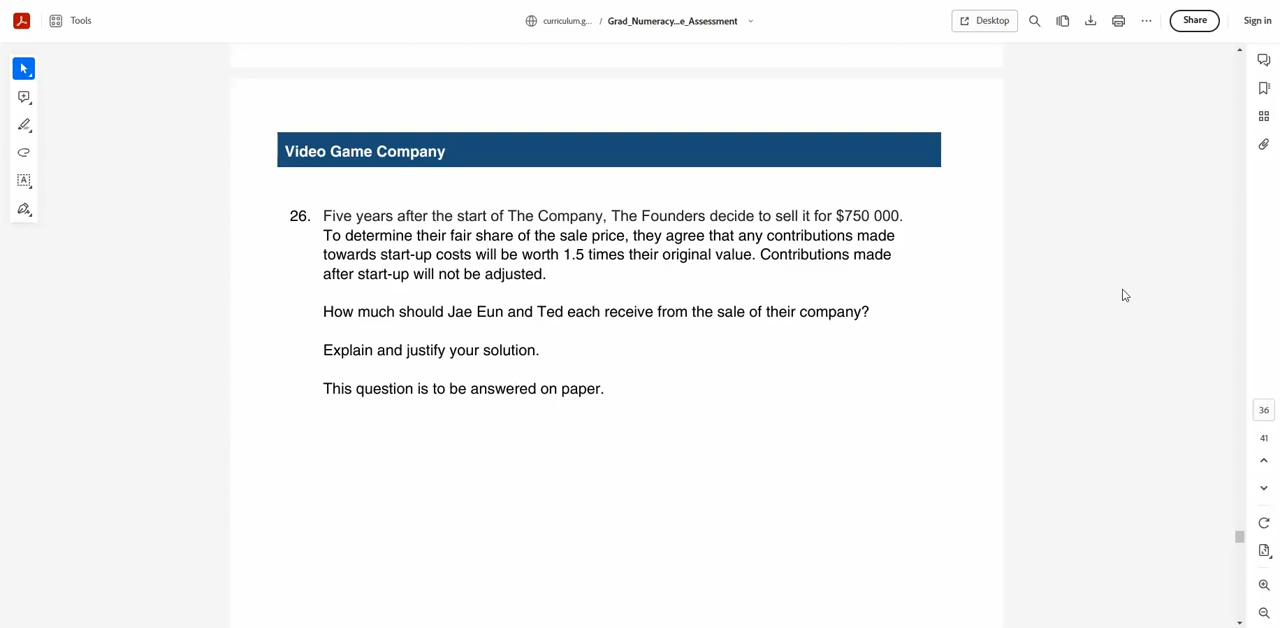 Tools
curriculum.g... / Grad_Numeracy...e_Assessment
Desktop
Share
Sign in
Video Game Company
26. Five years after the start of The Company, The Founders decide to sell it for $750 000.
To determine their fair share of the sale price, they agree that any contributions made
towards start-up costs will be worth 1.5 times their original value. Contributions made
after start-up will not be adjusted.
How much should Jae Eun and Ted each receive from the sale of their company?
Explain and justify your solution.
This question is to be answered on paper.
36
41